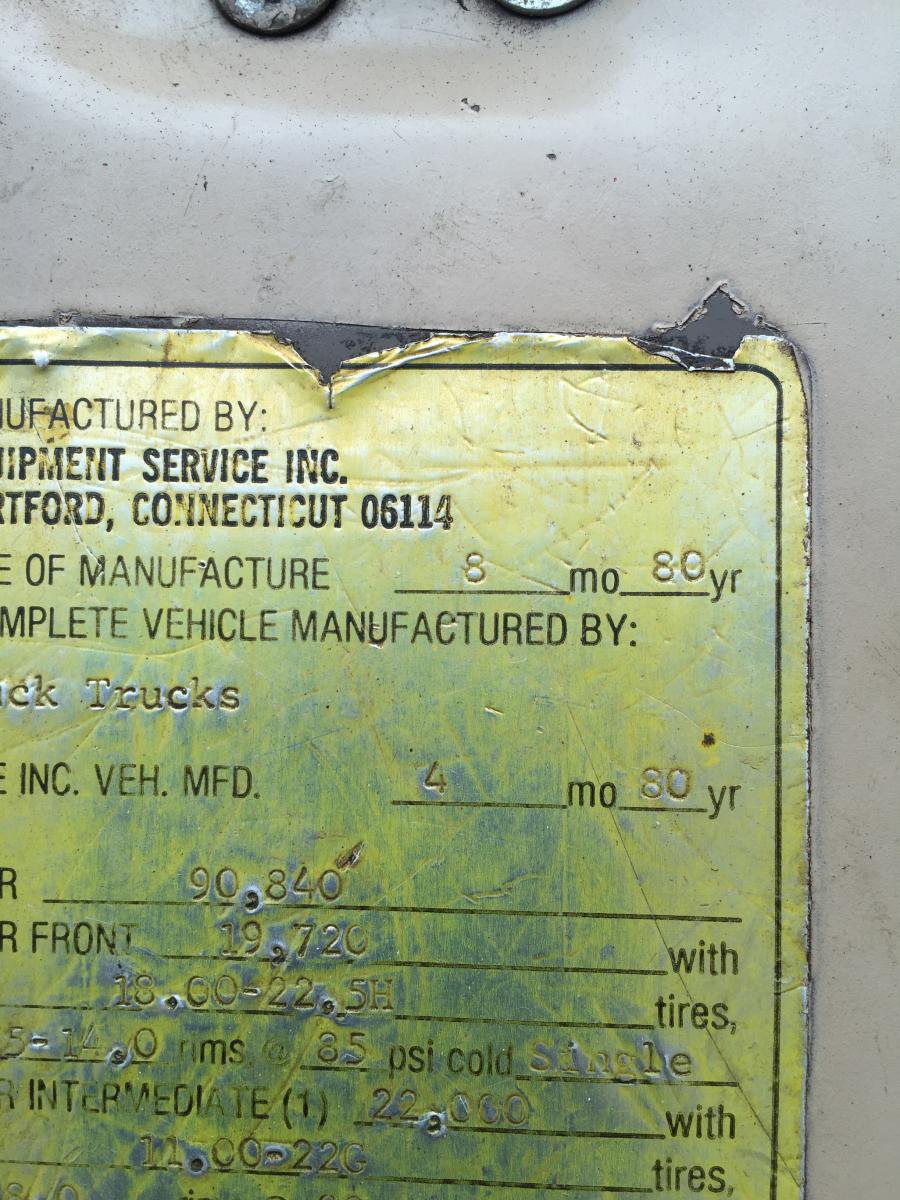 NUFACTURED BY:
UIPMENT SERVICE INC.
RTFORD, CONNECTICUT 06114
E OF MANUFACTURE 8 mo 80 yr
MPLETE VEHICLE MANUFACTURED BY:
ack Trucks
E INC. VEH. MFD. 4 mo 80 yr
R 90,840
R FRONT 19,720 with
18.00-22.5H tires,
5-14.0 rims @ 85 psi cold Single
R INTERMEDIATE (1) 22,000 with
11.00-22G tires,